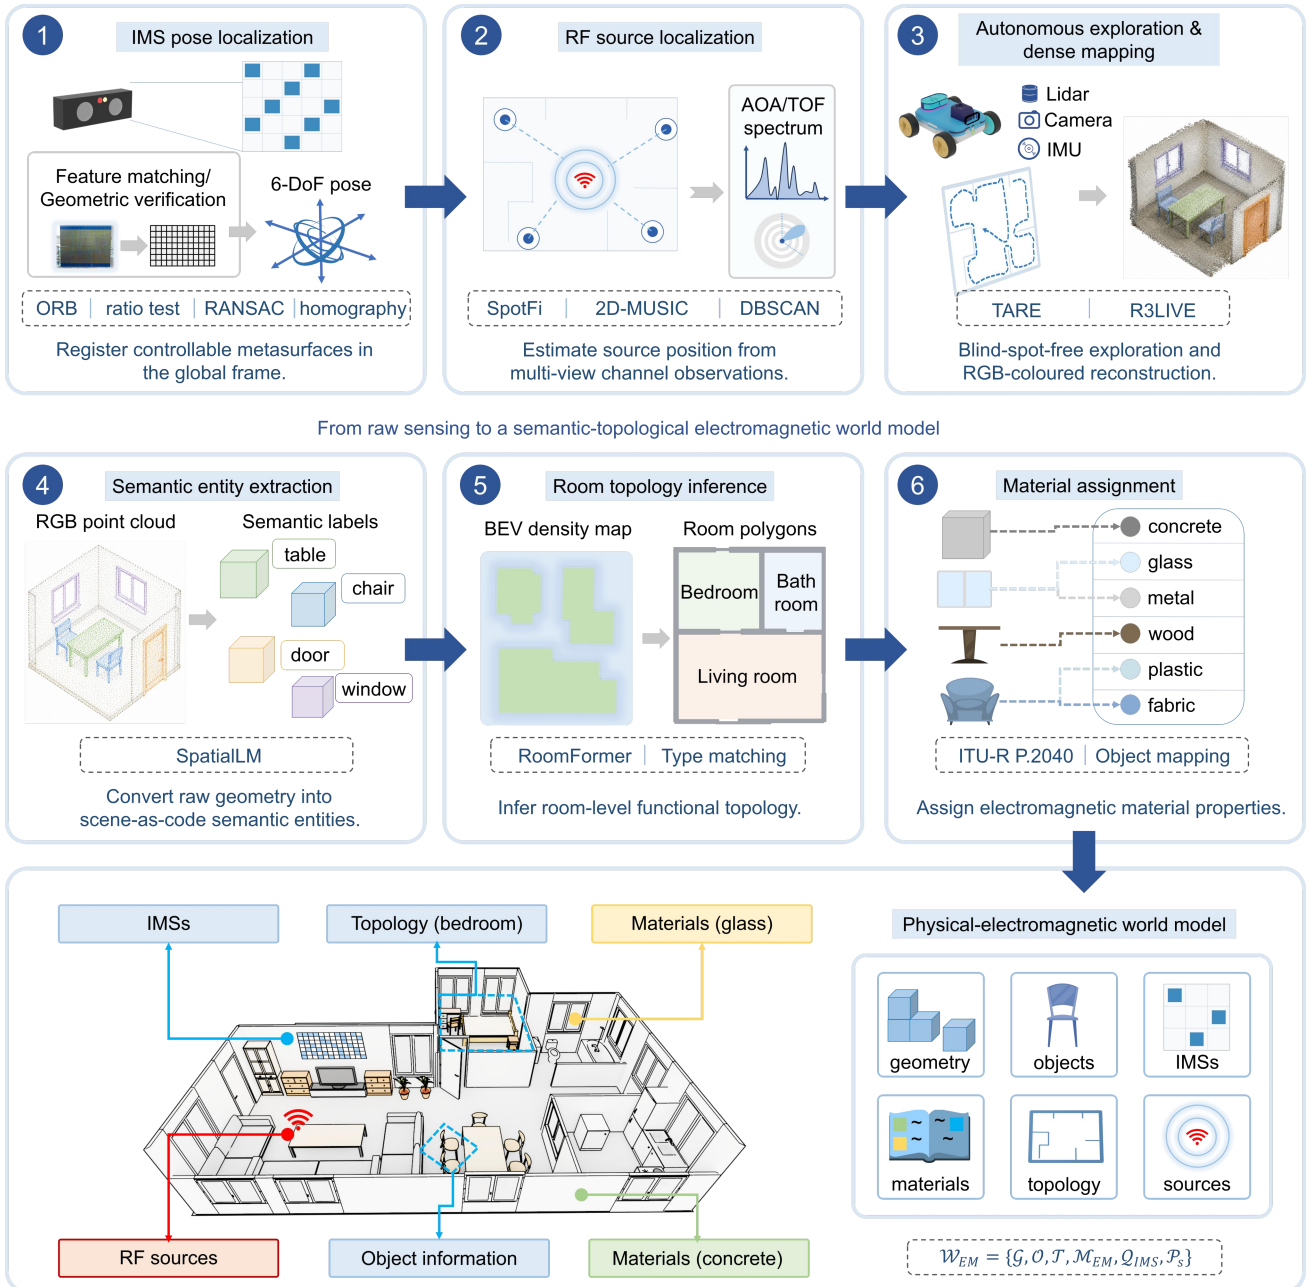 1
IMS pose localization
Feature matching/
Geometric verification
6-DoF pose
ORB | ratio test | RANSAC | homography
Register controllable metasurfaces in
the global frame.
2
RF source localization
AOA/TOF
spectrum
SpotFi | 2D-MUSIC | DBSCAN
Estimate source position from
multi-view channel observations.
3
Autonomous exploration &
dense mapping
Lidar
Camera
IMU
TARE | R3LIVE
Blind-spot-free exploration and
RGB-coloured reconstruction.
From raw sensing to a semantic-topological electromagnetic world model
4
Semantic entity extraction
RGB point cloud
Semantic labels
table
chair
door
window
SpatialLM
Convert raw geometry into
scene-as-code semantic entities.
5
Room topology inference
BEV density map
Room polygons
Bedroom
Bath
room
Living room
RoomFormer | Type matching
Infer room-level functional topology.
6
Material assignment
concrete
glass
metal
wood
plastic
fabric
ITU-R P.2040 | Object mapping
Assign electromagnetic material properties.
IMSs
Topology (bedroom)
Materials (glass)
RF sources
Object information
Materials (concrete)
Physical-electromagnetic world model
geometry
objects
IMSs
materials
topology
sources
𝒲_EM = {𝒢, 𝒪, 𝒯, ℳ_EM, 𝒬_IMS, 𝒫_s}